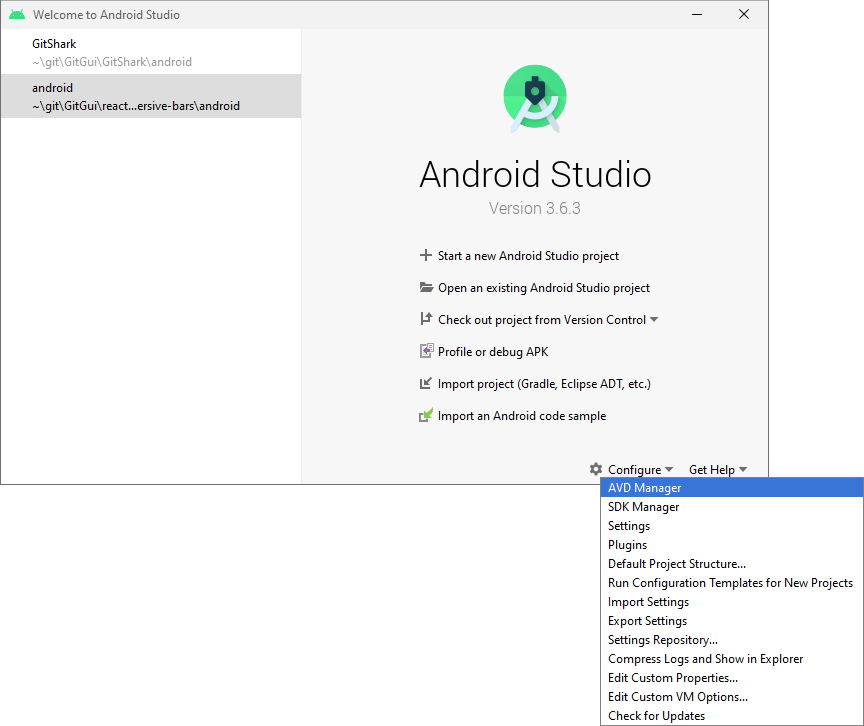 Welcome to Android Studio
GitShark
~\git\GitGui\GitShark\android
android
~\git\GitGui\react...ersive-bars\android
Android Studio
Version 3.6.3
Start a new Android Studio project
Open an existing Android Studio project
Check out project from Version Control
Profile or debug APK
Import project (Gradle, Eclipse ADT, etc.)
Import an Android code sample
Configure
Get Help
AVD Manager
SDK Manager
Settings
Plugins
Default Project Structure...
Run Configuration Templates for New Projects
Import Settings
Export Settings
Settings Repository...
Compress Logs and Show in Explorer
Edit Custom Properties...
Edit Custom VM Options...
Check for Updates